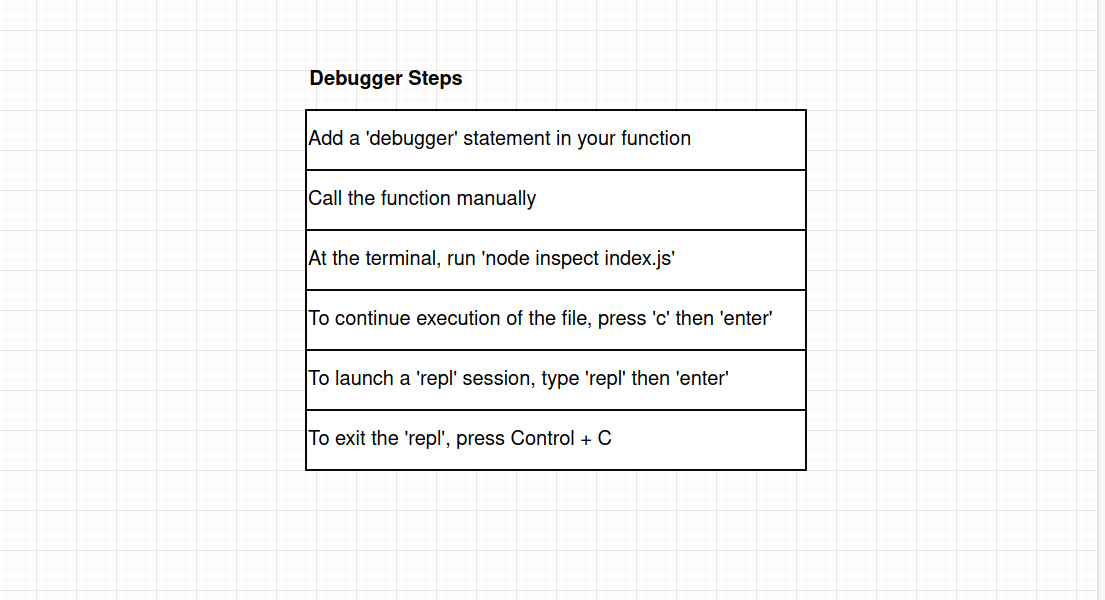 Debugger Steps
Add a 'debugger' statement in your function
Call the function manually
At the terminal, run 'node inspect index.js'
To continue execution of the file, press 'c' then 'enter'
To launch a 'repl' session, type 'repl' then 'enter'
To exit the 'repl', press Control + C